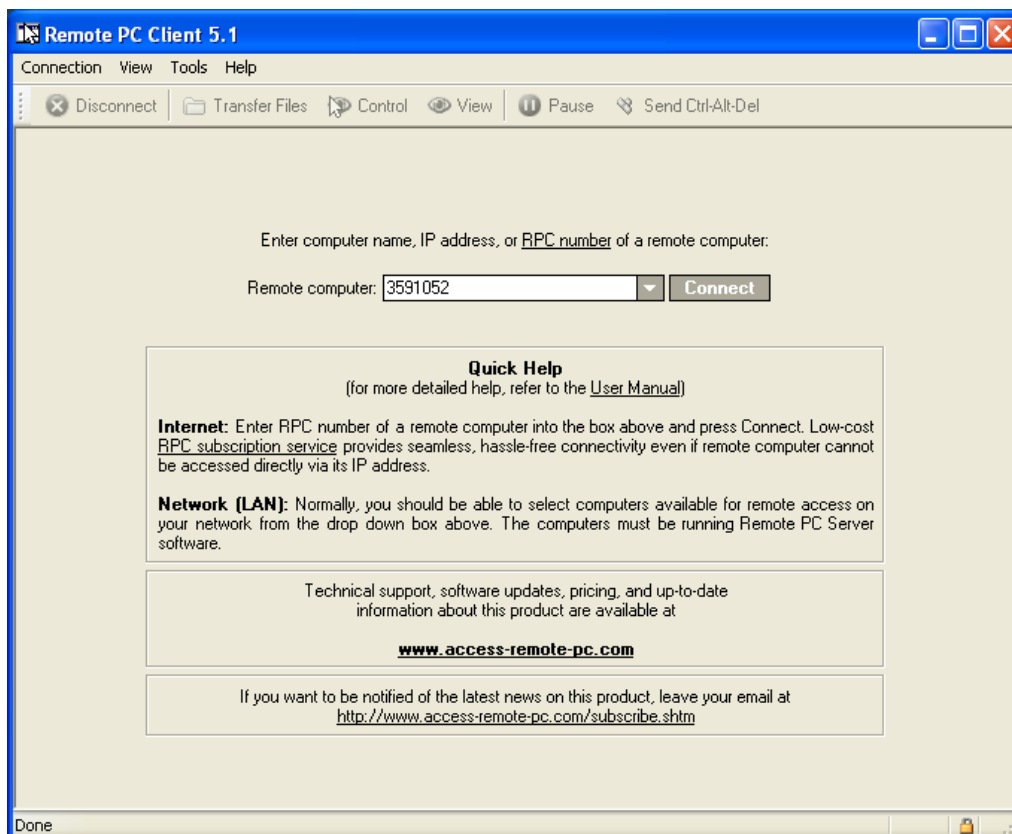 Remote PC Client 5.1
Connection View Tools Help
Disconnect Transfer Files Control View Pause Send Ctrl-Alt-Del
Enter computer name, IP address, or RPC number of a remote computer:
Remote computer: 3591052 Connect
Quick Help
(for more detailed help, refer to the User Manual)
Internet: Enter RPC number of a remote computer into the box above and press Connect. Low-cost
RPC subscription service provides seamless, hassle-free connectivity even if remote computer cannot
be accessed directly via its IP address.
Network (LAN): Normally, you should be able to select computers available for remote access on
your network from the drop down box above. The computers must be running Remote PC Server
software.
Technical support, software updates, pricing, and up-to-date
information about this product are available at
www.access-remote-pc.com
If you want to be notified of the latest news on this product, leave your email at
http://www.access-remote-pc.com/subscribe.shtm
Done